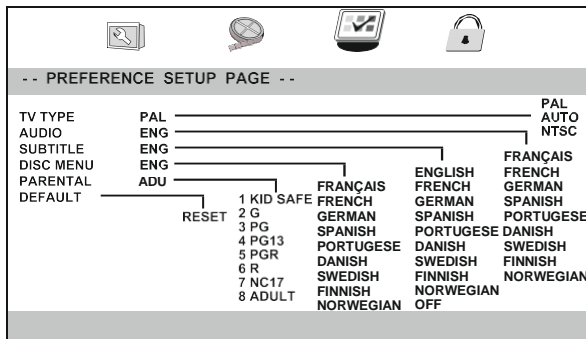 -- PREFERENCE SETUP PAGE --
TV TYPE PAL
AUDIO ENG
SUBTITLE ENG
DISC MENU ENG
PARENTAL ADU
DEFAULT
RESET
1 KID SAFE
2 G
3 PG
4 PG13
5 PGR
6 R
7 NC17
8 ADULT
FRANÇAIS
FRENCH
GERMAN
SPANISH
PORTUGESE
DANISH
SWEDISH
FINNISH
NORWEGIAN
ENGLISH
FRENCH
GERMAN
SPANISH
PORTUGESE
DANISH
SWEDISH
FINNISH
NORWEGIAN
OFF
FRANÇAIS
FRENCH
GERMAN
SPANISH
PORTUGESE
DANISH
SWEDISH
FINNISH
NORWEGIAN
PAL
AUTO
NTSC